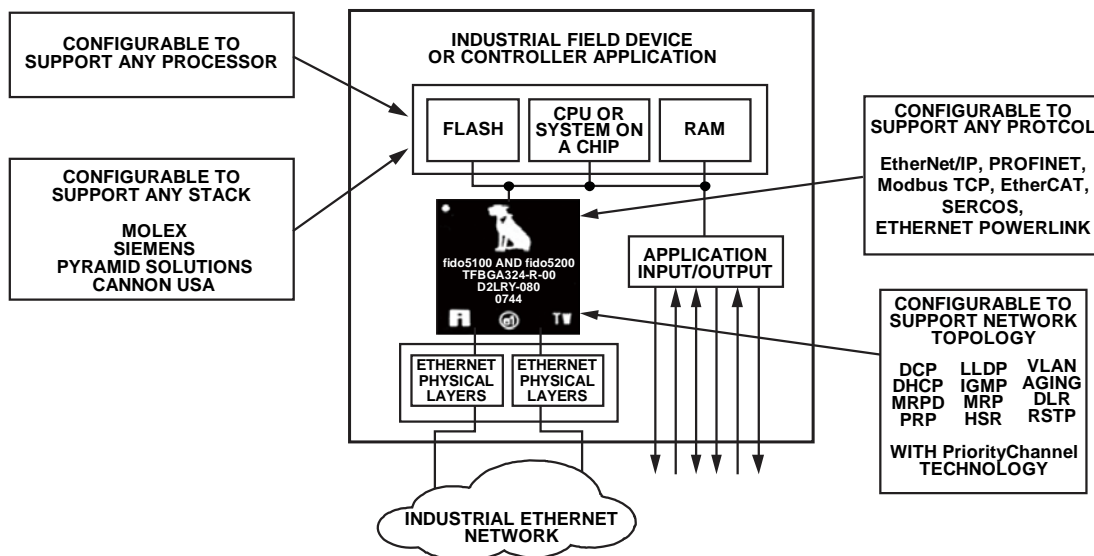 CONFIGURABLE TO
SUPPORT ANY PROCESSOR
CONFIGURABLE TO
SUPPORT ANY STACK
MOLEX
SIEMENS
PYRAMID SOLUTIONS
CANNON USA
INDUSTRIAL FIELD DEVICE
OR CONTROLLER APPLICATION
FLASH
CPU OR
SYSTEM ON
A CHIP
RAM
fido5100 AND fido5200
TFBGA324-R-00
D2LRY-080
0744
APPLICATION
INPUT/OUTPUT
ETHERNET
PHYSICAL
LAYERS
ETHERNET
PHYSICAL
LAYERS
INDUSTRIAL ETHERNET
NETWORK
CONFIGURABLE TO
SUPPORT ANY PROTCOL
EtherNet/IP, PROFINET,
Modbus TCP, EtherCAT,
SERCOS,
ETHERNET POWERLINK
CONFIGURABLE TO
SUPPORT NETWORK
TOPOLOGY
DCP LLDP VLAN
DHCP IGMP AGING
MRPD MRP DLR
PRP HSR RSTP
WITH PriorityChannel
TECHNOLOGY